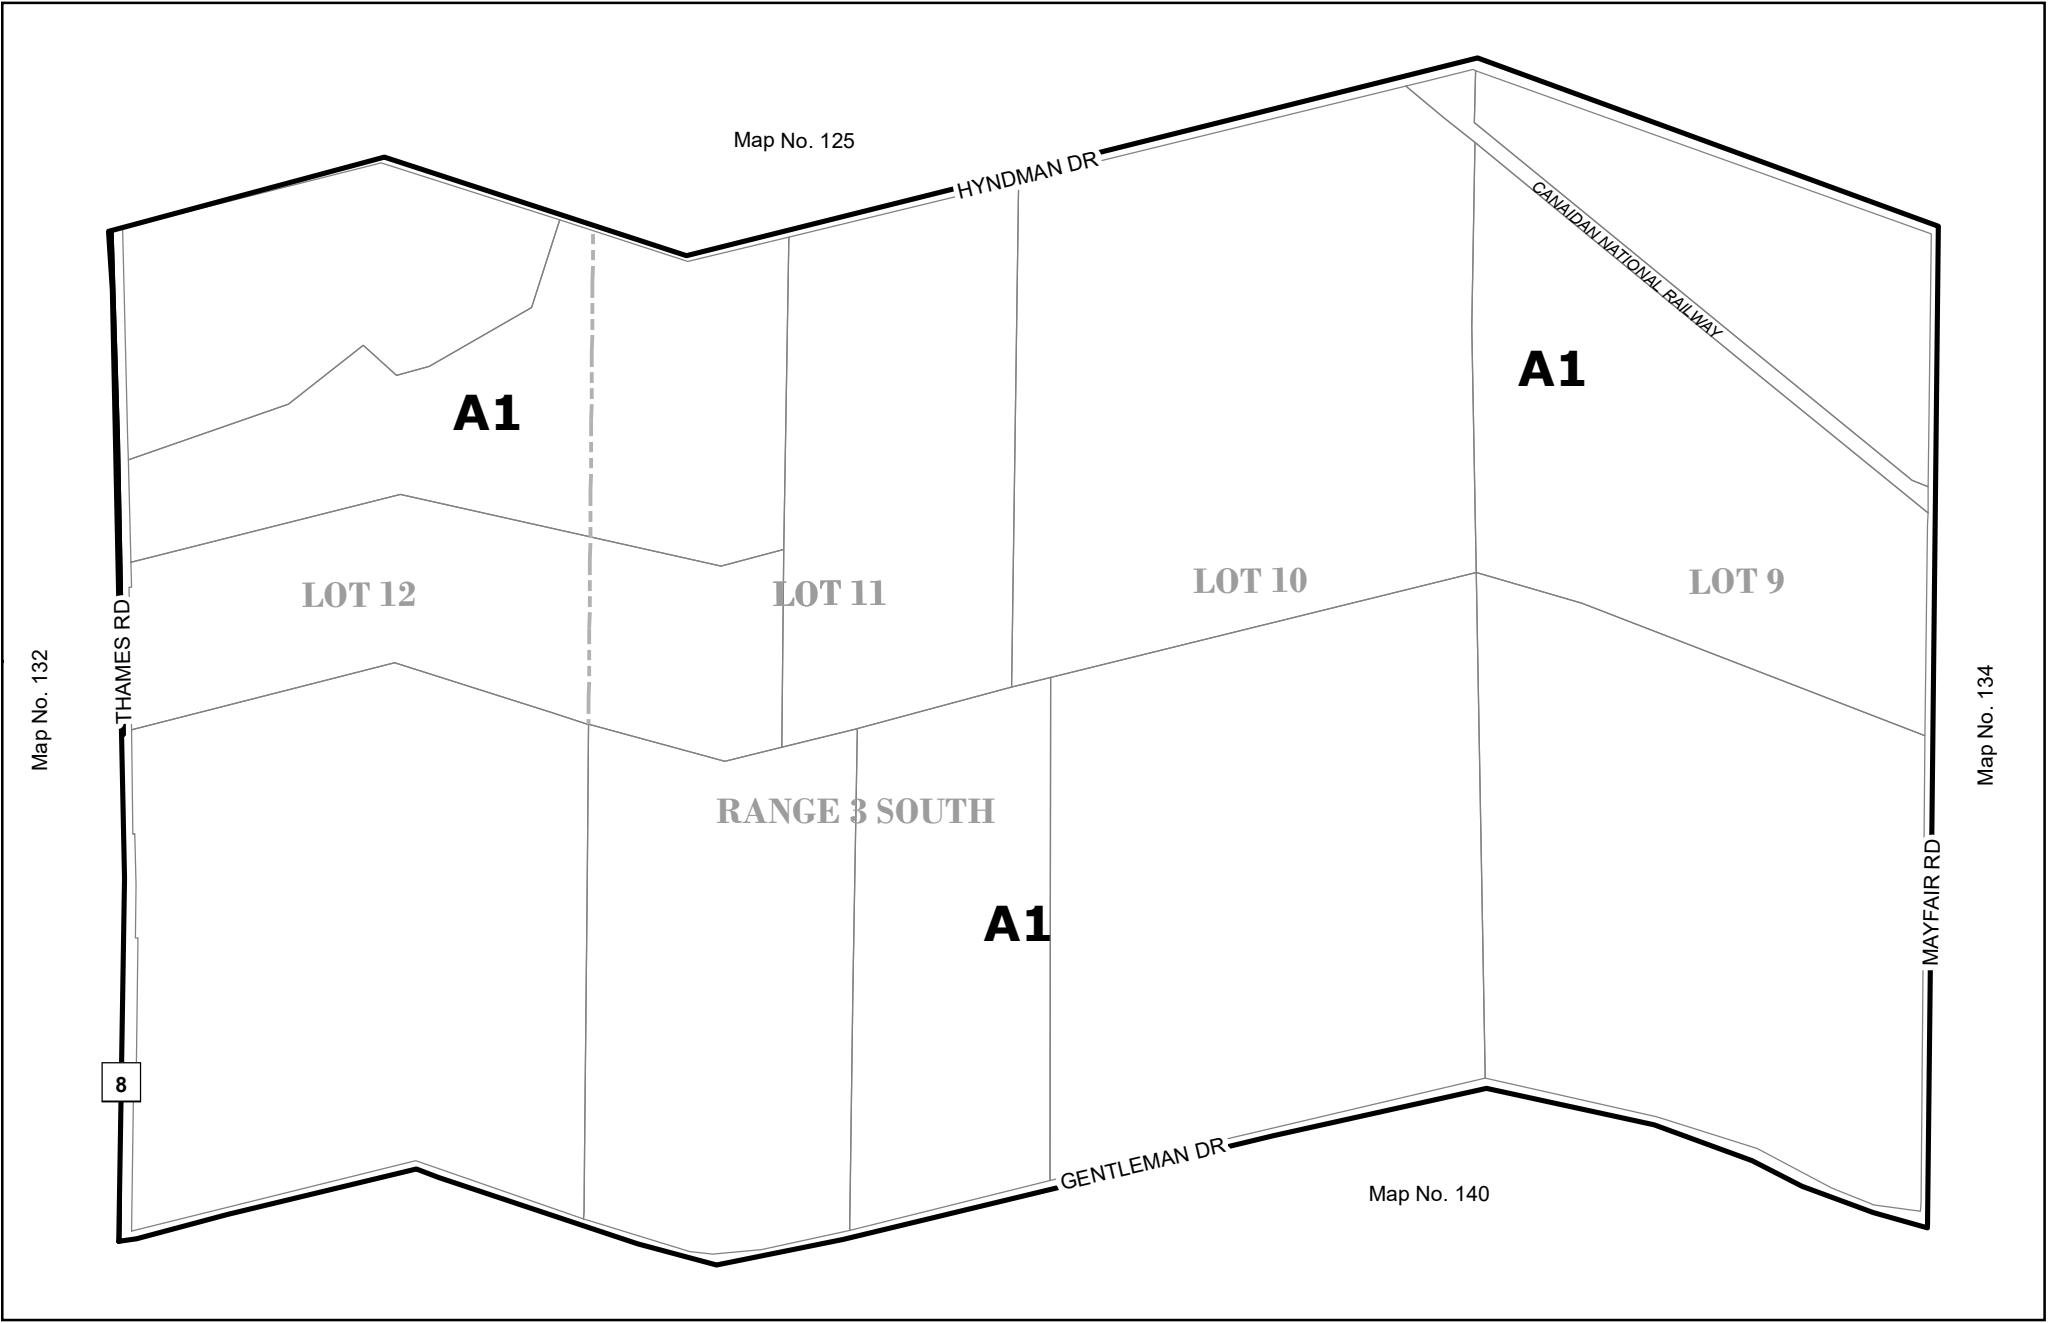 Map No. 125
HYNDMAN DR
CANAIDAN NATIONAL RAILWAY
A1
A1
LOT 12
LOT 11
LOT 10
LOT 9
THAMES RD
Map No. 132
Map No. 134
RANGE 3 SOUTH
A1
MAYFAIR RD
8
GENTLEMAN DR
Map No. 140